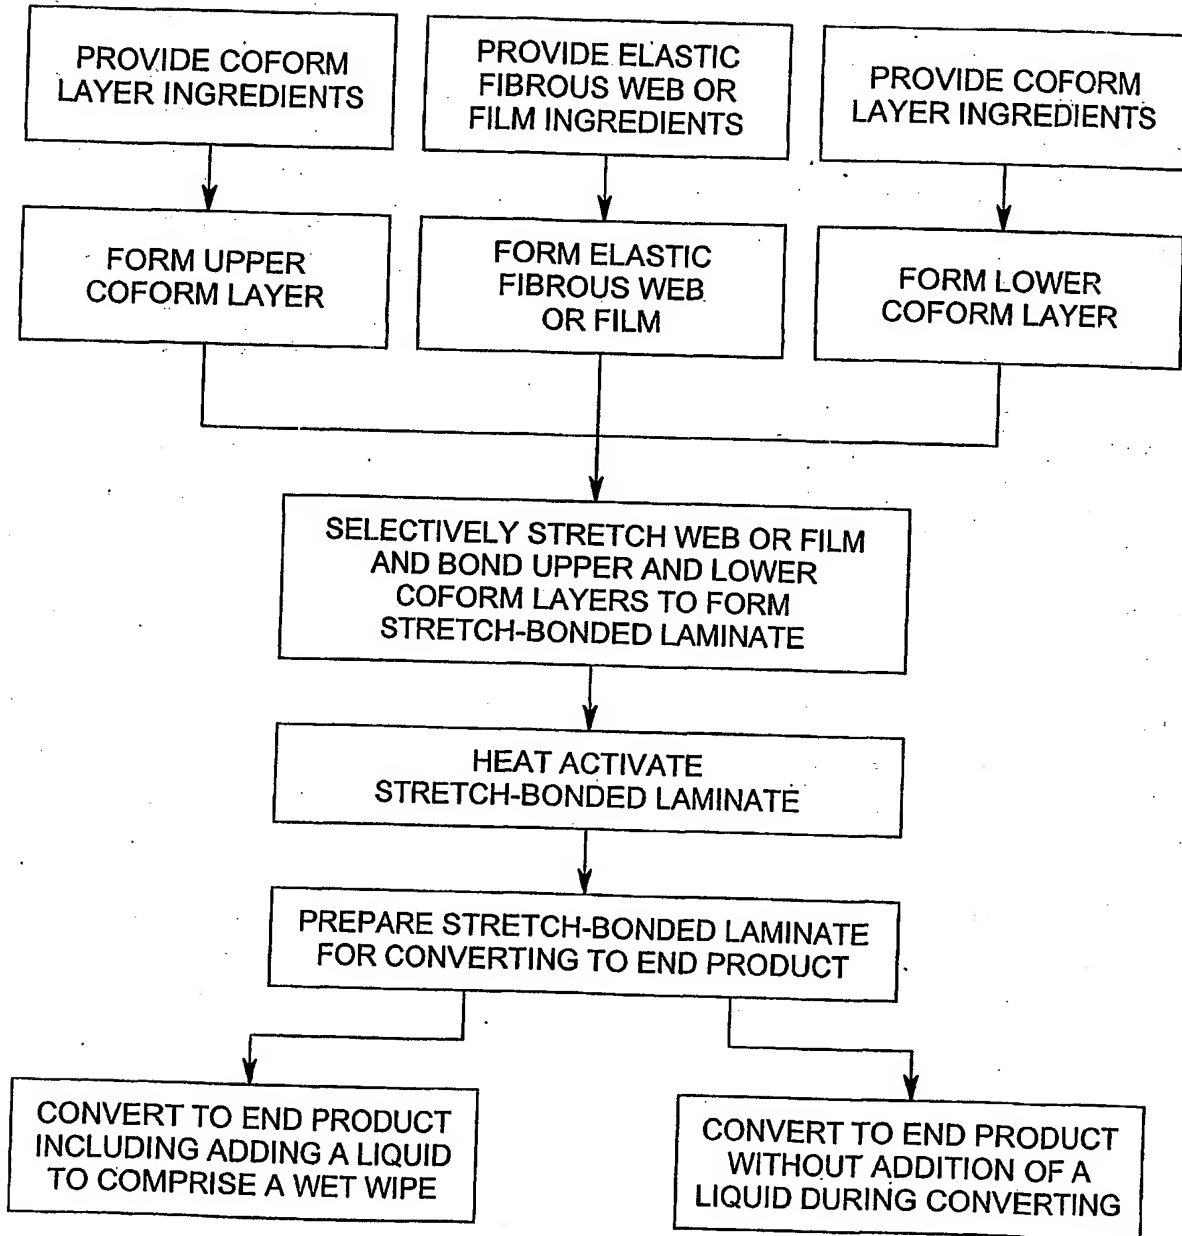 PROVIDE COFORM
LAYER INGREDIENTS
PROVIDE ELASTIC
FIBROUS WEB OR
FILM INGREDIENTS
PROVIDE COFORM
LAYER INGREDIENTS
FORM UPPER
COFORM LAYER
FORM ELASTIC
FIBROUS WEB
OR FILM
FORM LOWER
COFORM LAYER
SELECTIVELY STRETCH WEB OR FILM
AND BOND UPPER AND LOWER
COFORM LAYERS TO FORM
STRETCH-BONDED LAMINATE
HEAT ACTIVATE
STRETCH-BONDED LAMINATE
PREPARE STRETCH-BONDED LAMINATE
FOR CONVERTING TO END PRODUCT
CONVERT TO END PRODUCT
INCLUDING ADDING A LIQUID
TO COMPRISE A WET WIPE
CONVERT TO END PRODUCT
WITHOUT ADDITION OF A
LIQUID DURING CONVERTING